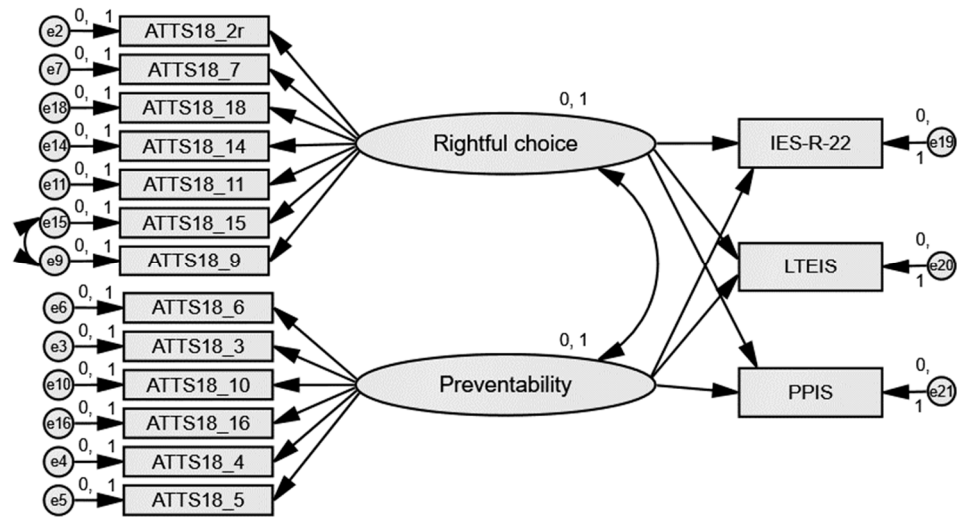 e2 0, 1 ATTS18_2r
e7 0, 1 ATTS18_7
e18 0, 1 ATTS18_18
e14 0, 1 ATTS18_14
e11 0, 1 ATTS18_11
e15 0, 1 ATTS18_15
e9 0, 1 ATTS18_9
e6 0, 1 ATTS18_6
e3 0, 1 ATTS18_3
e10 0, 1 ATTS18_10
e16 0, 1 ATTS18_16
e4 0, 1 ATTS18_4
e5 0, 1 ATTS18_5
0, 1
Rightful choice
0, 1
Preventability
IES-R-22 0, 1 e19
LTEIS 0, 1 e20
PPIS 0, 1 e21